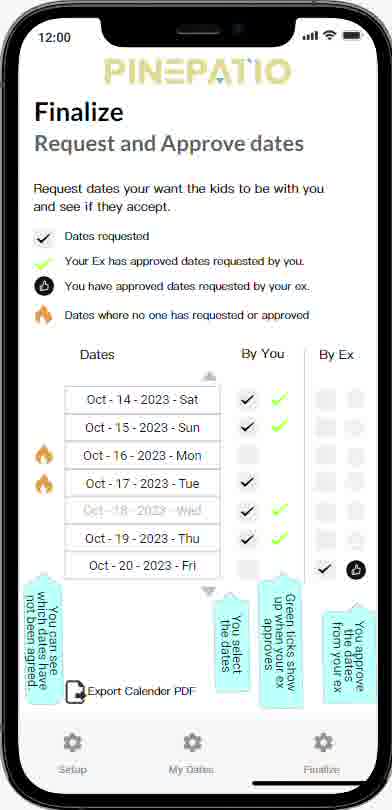 12:00
PINEPATIO
Finalize
Request and Approve dates
Request dates your want the kids to be with you
and see if they accept.
Dates requested
Your Ex has approved dates requested by you.
You have approved dates requested by your ex.
Dates where no one has requested or approved
Dates By You By Ex
Oct - 14 - 2023 - Sat
Oct - 15 - 2023 - Sun
Oct - 16 - 2023 - Mon
Oct - 17 - 2023 - Tue
Oct - 18 - 2023 - Wed
Oct - 19 - 2023 - Thu
Oct - 20 - 2023 - Fri
You can see
which dates have
not been agreed.
You select
the dates
Green ticks show
up when your ex
approves
You approve
the dates
from your ex
Export Calender PDF
Setup My Dates Finalize